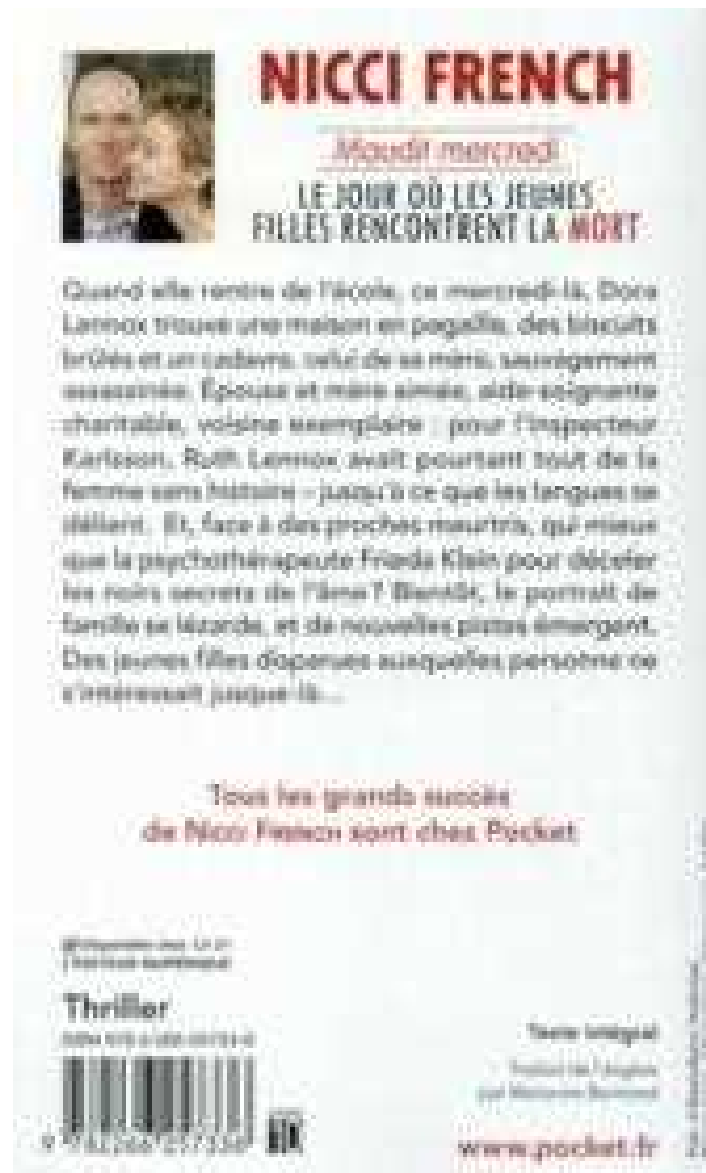 NICCI FRENCH
Maudit mercredi
LE JOUR OÙ LES JEUNES
FILLES RENCONTRENT LA MORT
Quand elle rentre de l'école, ce mercredi-là, Dora
Lennox trouve une maison en pagaille, des biscuits
brûlés et un cadavre, celui de sa mère, sauvagement
assassinée. Épouse et mère aimée, aide-soignante
charitable, voisine exemplaire : pour l'inspecteur
Karlsson, Ruth Lennox avait pourtant tout de la
femme sans histoire – jusqu'à ce que les langues se
délient. Et, face à des proches meurtris, qui mieux
que la psychothérapeute Frieda Klein pour déceler
les noirs secrets de l'âme ? Bientôt, le portrait de
famille se lézarde, et de nouvelles pistes émergent.
Des jeunes filles disparues auxquelles personne ne
s'intéressait jusque-là...
Tous les grands succès
de Nicci French sont chez Pocket
Thriller
Texte intégral
Traduit de l'anglais
par Marianne
www.pocket.fr